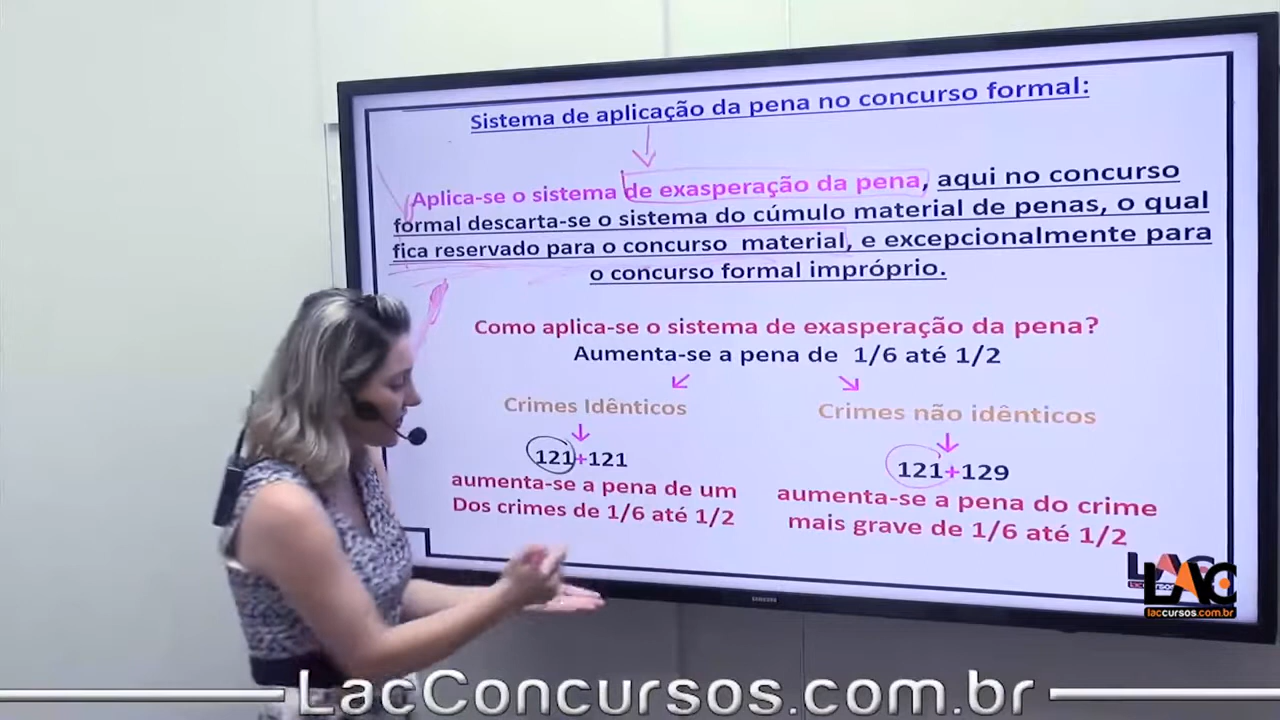 Sistema de aplicação da pena no concurso formal:
Aplica-se o sistema de exasperação da pena, aqui no concurso
formal descarta-se o sistema do cúmulo material de penas, o qual
fica reservado para o concurso material, e excepcionalmente para
o concurso formal impróprio.
Como aplica-se o sistema de exasperação da pena?
Aumenta-se a pena de 1/6 até 1/2
Crimes Idênticos
121+121
aumenta-se a pena de um
Dos crimes de 1/6 até 1/2
Crimes não idênticos
121+129
aumenta-se a pena do crime
mais grave de 1/6 até 1/2
SAMSUNG
LAC
laccursos.com.br
LacConcursos.com.br